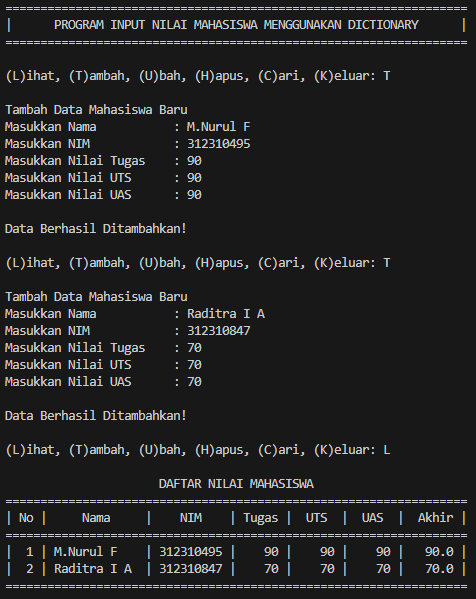 ==================================================================
|      PROGRAM INPUT NILAI MAHASISWA MENGGUNAKAN DICTIONARY      |
==================================================================
(L)ihat, (T)ambah, (U)bah, (H)apus, (C)ari, (K)eluar: T
Tambah Data Mahasiswa Baru
Masukkan Nama           : M.Nurul F
Masukkan NIM            : 312310495
Masukkan Nilai Tugas    : 90
Masukkan Nilai UTS      : 90
Masukkan Nilai UAS      : 90
Data Berhasil Ditambahkan!
(L)ihat, (T)ambah, (U)bah, (H)apus, (C)ari, (K)eluar: T
Tambah Data Mahasiswa Baru
Masukkan Nama           : Raditra I A
Masukkan NIM            : 312310847
Masukkan Nilai Tugas    : 70
Masukkan Nilai UTS      : 70
Masukkan Nilai UAS      : 70
Data Berhasil Ditambahkan!
(L)ihat, (T)ambah, (U)bah, (H)apus, (C)ari, (K)eluar: L
                      DAFTAR NILAI MAHASISWA
==================================================================
| No |     Nama     |    NIM    | Tugas |  UTS  |  UAS  |  Akhir |
==================================================================
|  1 | M.Nurul F    | 312310495 |    90 |    90 |    90 |   90.0 |
|  2 | Raditra I A  | 312310847 |    70 |    70 |    70 |   70.0 |
==================================================================